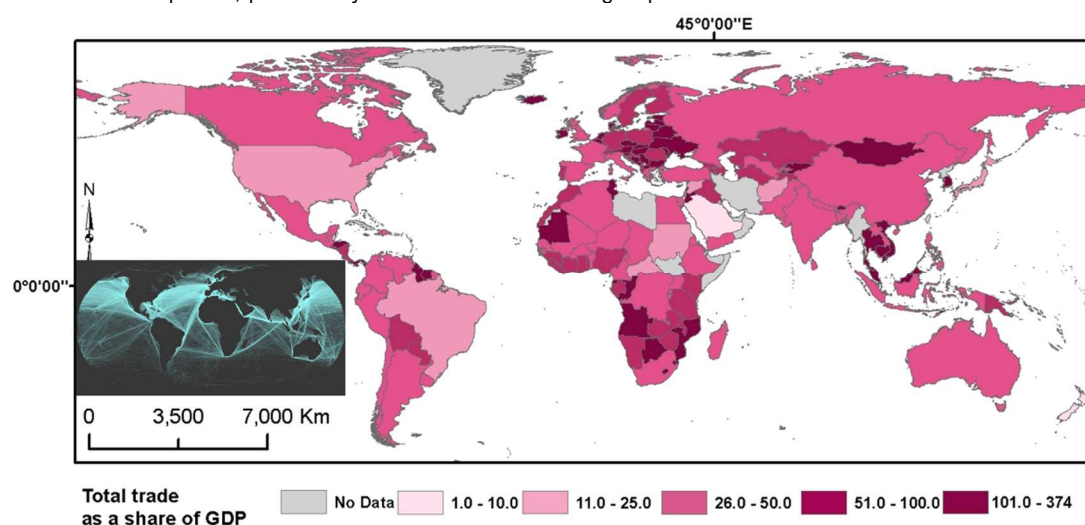 45°0'00"E
N
0°0'00"
0 3,500 7,000 Km
Total trade
as a share of GDP
No Data 1.0 - 10.0 11.0 - 25.0 26.0 - 50.0 51.0 - 100.0 101.0 - 374